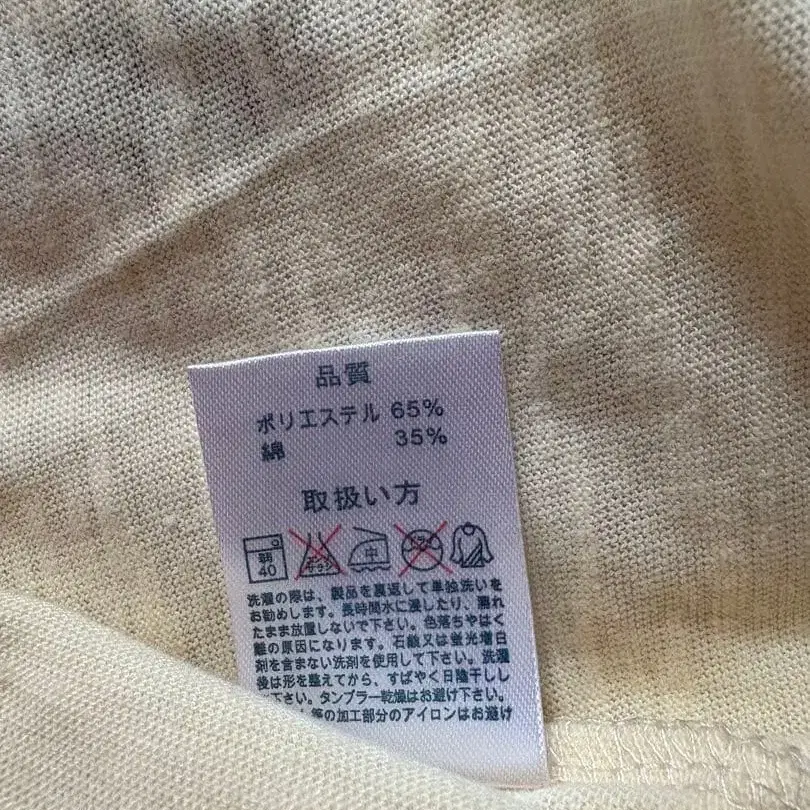 品質
ポリエステル 65%
綿 35%
取扱い方
弱
40
エンソ
サラシ
中
洗濯の際は、製品を裏返して単独洗いを
お勧めします。長時間水に浸したり、濡れ
たまま放置しないで下さい。色落ちやはく
離の原因になります。石鹸又は蛍光増白
剤を含まない洗剤を使用して下さい。洗濯
後は形を整えてから、すばやく日陰干しし
下さい。タンブラー乾燥はお避け下さい。
等の加工部分のアイロンはお避け